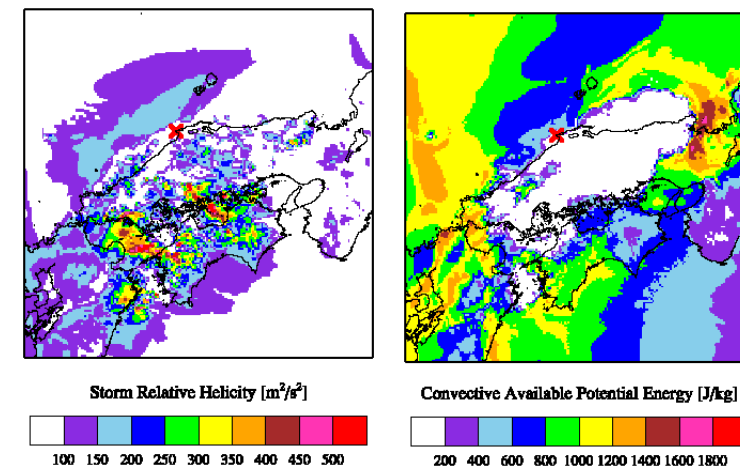 Storm Relative Helicity [m²/s²]
100 150 200 250 300 350 400 450 500
Convective Available Potential Energy [J/kg]
200 400 600 800 1000 1200 1400 1600 1800